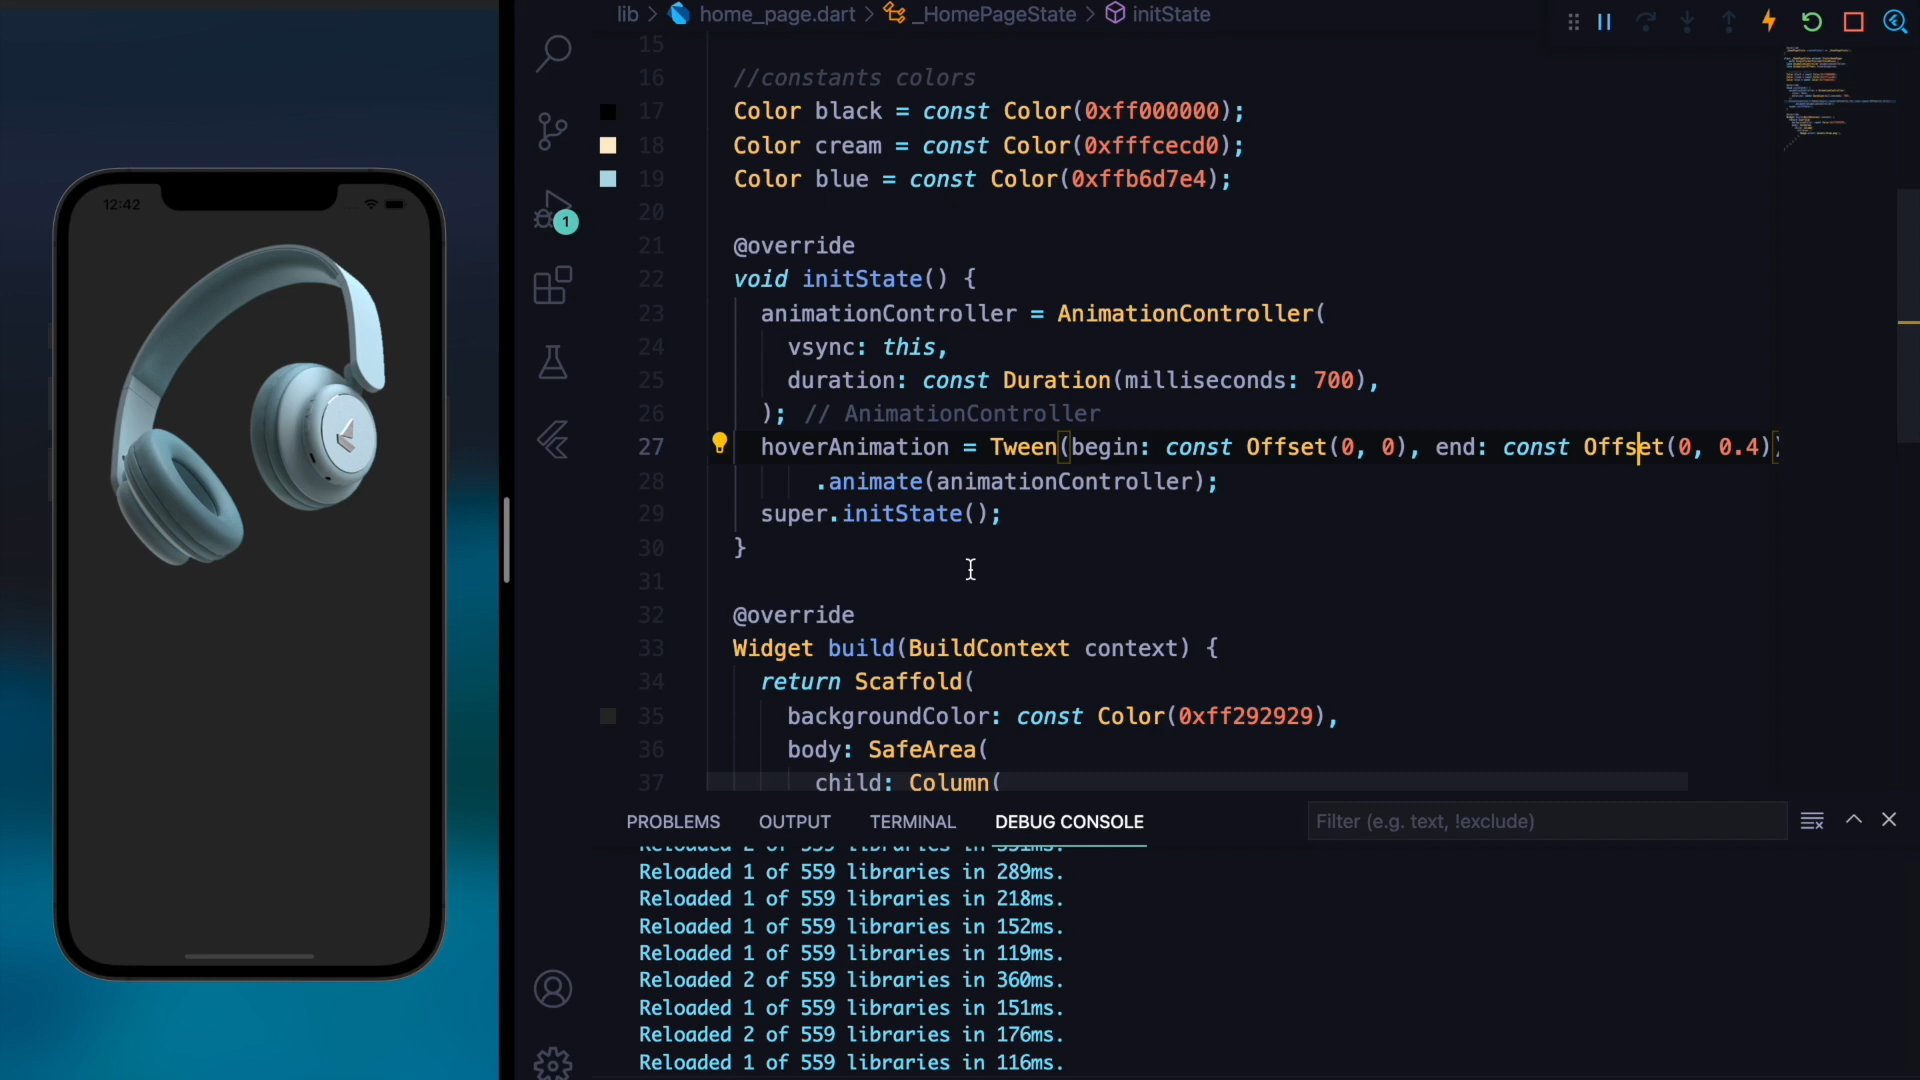 lib > home_page.dart > _HomePageState > initState
12:42
1
15
16 //constants colors
17 Color black = const Color(0xff000000);
18 Color cream = const Color(0xfffcecd0);
19 Color blue = const Color(0xffb6d7e4);
20
21 @override
22 void initState() {
23 animationController = AnimationController(
24 vsync: this,
25 duration: const Duration(milliseconds: 700),
26 ); // AnimationController
27 hoverAnimation = Tween(begin: const Offset(0, 0), end: const Offset(0, 0.4))
28 .animate(animationController);
29 super.initState();
30 }
31
32 @override
33 Widget build(BuildContext context) {
34 return Scaffold(
35 backgroundColor: const Color(0xff292929),
36 body: SafeArea(
37 child: Column(
PROBLEMS OUTPUT TERMINAL DEBUG CONSOLE Filter (e.g. text, !exclude)
Reloaded 1 of 559 libraries in 289ms.
Reloaded 1 of 559 libraries in 218ms.
Reloaded 1 of 559 libraries in 152ms.
Reloaded 1 of 559 libraries in 119ms.
Reloaded 2 of 559 libraries in 360ms.
Reloaded 1 of 559 libraries in 151ms.
Reloaded 2 of 559 libraries in 176ms.
Reloaded 1 of 559 libraries in 116ms.